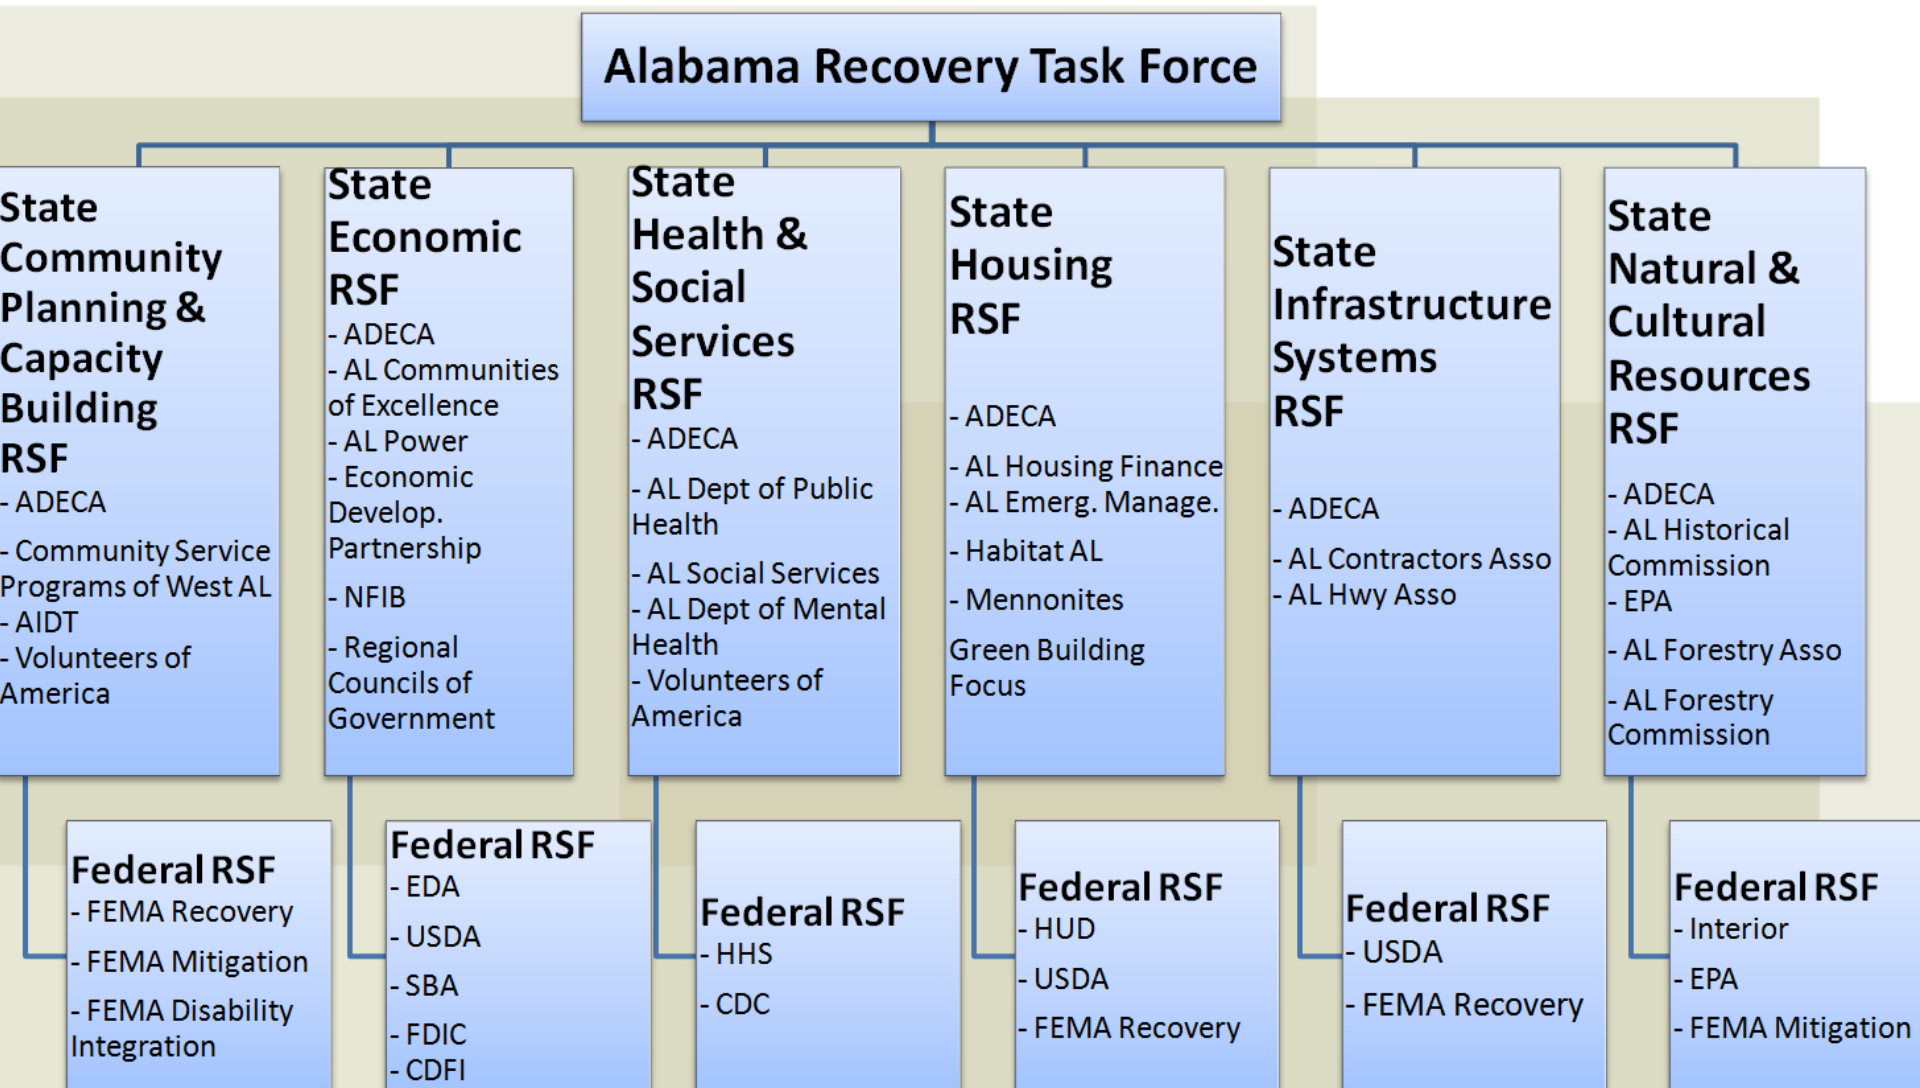 Alabama Recovery Task Force
State
Community
Planning &
Capacity
Building
RSF
- ADECA
- Community Service
Programs of West AL
- AIDT
- Volunteers of
America
State
Economic
RSF
- ADECA
- AL Communities
of Excellence
- AL Power
- Economic
Develop.
Partnership
- NFIB
- Regional
Councils of
Government
State
Health &
Social
Services
RSF
- ADECA
- AL Dept of Public
Health
- AL Social Services
- AL Dept of Mental
Health
- Volunteers of
America
State
Housing
RSF
- ADECA
- AL Housing Finance
- AL Emerg. Manage.
- Habitat AL
- Mennonites
Green Building
Focus
State
Infrastructure
Systems
RSF
- ADECA
- AL Contractors Asso
- AL Hwy Asso
State
Natural &
Cultural
Resources
RSF
- ADECA
- AL Historical
Commission
- EPA
- AL Forestry Asso
- AL Forestry
Commission
Federal RSF
- FEMA Recovery
- FEMA Mitigation
- FEMA Disability
Integration
Federal RSF
- EDA
- USDA
- SBA
- FDIC
- CDFI
Federal RSF
- HHS
- CDC
Federal RSF
- HUD
- USDA
- FEMA Recovery
Federal RSF
- USDA
- FEMA Recovery
Federal RSF
- Interior
- EPA
- FEMA Mitigation